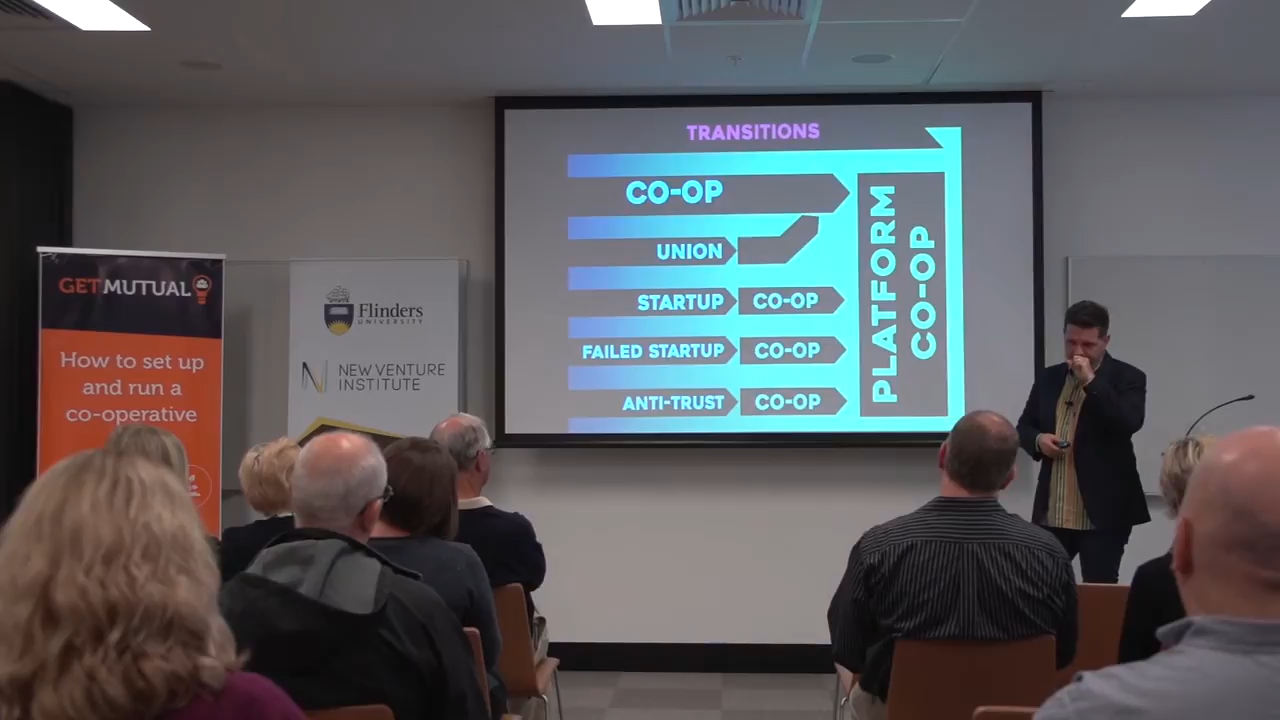 TRANSITIONS
CO-OP
UNION
STARTUP
CO-OP
FAILED STARTUP
CO-OP
ANTI-TRUST
CO-OP
PLATFORM
CO-OP
GETMUTUAL
How to set up
and run a
co-operative
Flinders
UNIVERSITY
N
NEW VENTURE
INSTITUTE